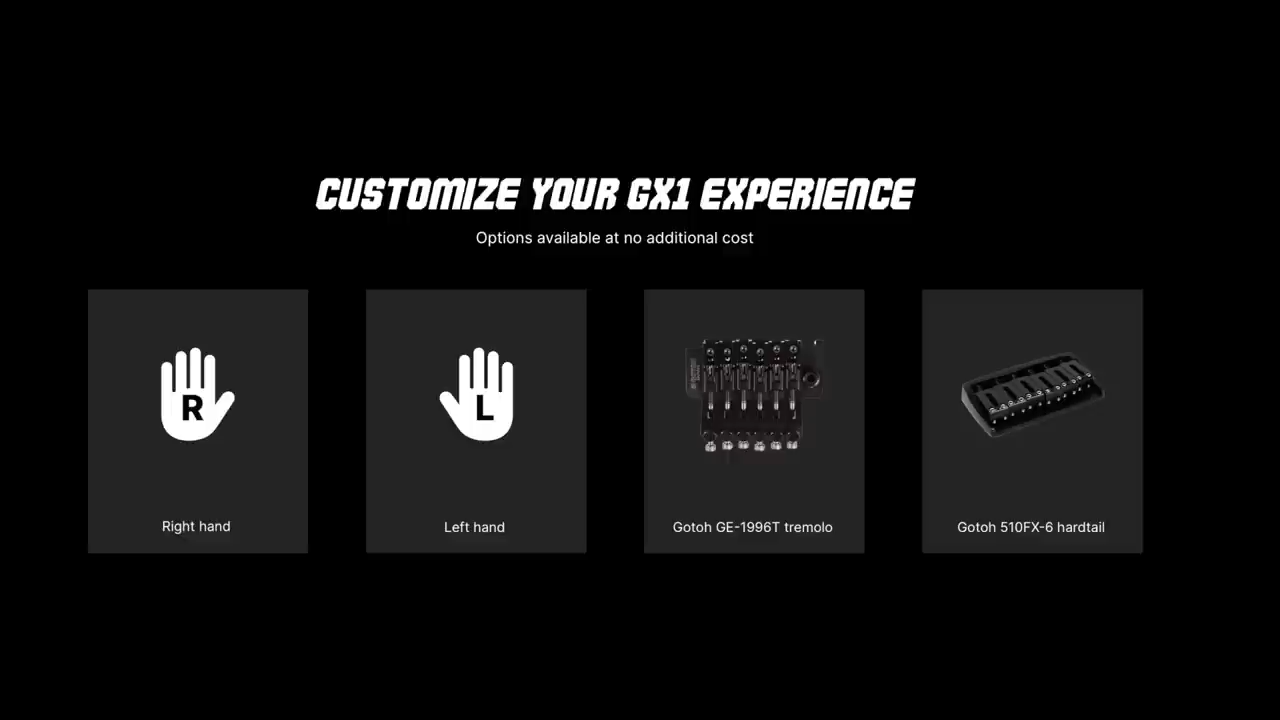 CUSTOMIZE YOUR GX1 EXPERIENCE
Options available at no additional cost
R
L
Right hand
Left hand
Gotoh GE-1996T tremolo
Gotoh 510FX-6 hardtail